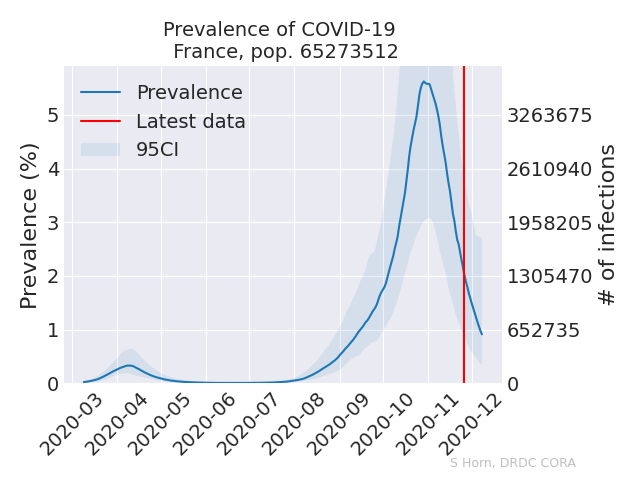 Prevalence of COVID-19
France, pop. 65273512
Prevalence
Latest data
95CI
Prevalence (%)
5
4
3
2
1
0
3263675
2610940
1958205
1305470
652735
0
# of infections
2020-03
2020-04
2020-05
2020-06
2020-07
2020-08
2020-09
2020-10
2020-11
2020-12
S Horn, DRDC CORA